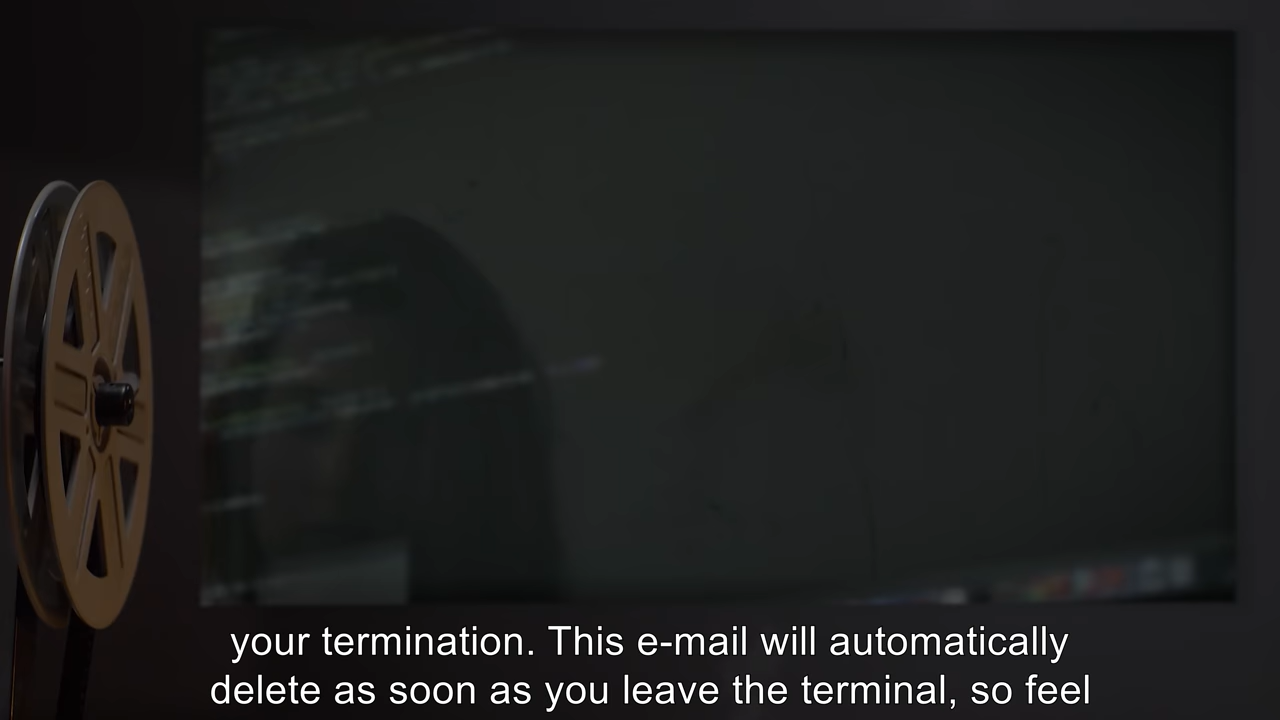 your termination. This e-mail will automatically
delete as soon as you leave the terminal, so feel